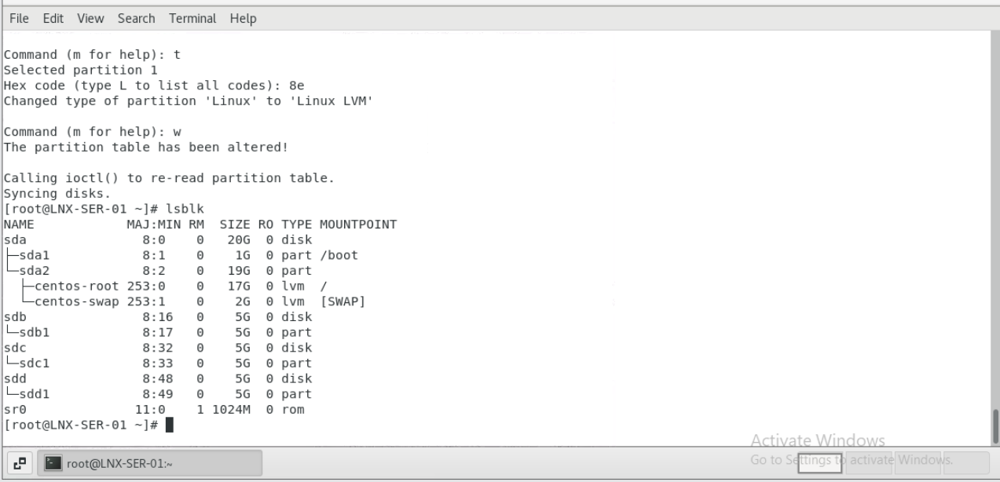 File Edit View Search Terminal Help
Command (m for help): t
Selected partition 1
Hex code (type L to list all codes): 8e
Changed type of partition 'Linux' to 'Linux LVM'
Command (m for help): w
The partition table has been altered!
Calling ioctl() to re-read partition table.
Syncing disks.
[root@LNX-SER-01 ~]# lsblk
NAME            MAJ:MIN RM  SIZE RO TYPE MOUNTPOINT
sda               8:0    0   20G  0 disk
├─sda1            8:1    0    1G  0 part /boot
└─sda2            8:2    0   19G  0 part
  ├─centos-root 253:0    0   17G  0 lvm  /
  └─centos-swap 253:1    0    2G  0 lvm  [SWAP]
sdb               8:16   0    5G  0 disk
└─sdb1            8:17   0    5G  0 part
sdc               8:32   0    5G  0 disk
└─sdc1            8:33   0    5G  0 part
sdd               8:48   0    5G  0 disk
└─sdd1            8:49   0    5G  0 part
sr0              11:0    1 1024M  0 rom
[root@LNX-SER-01 ~]#
Activate Windows
Go to Settings to activate Windows.
root@LNX-SER-01:~